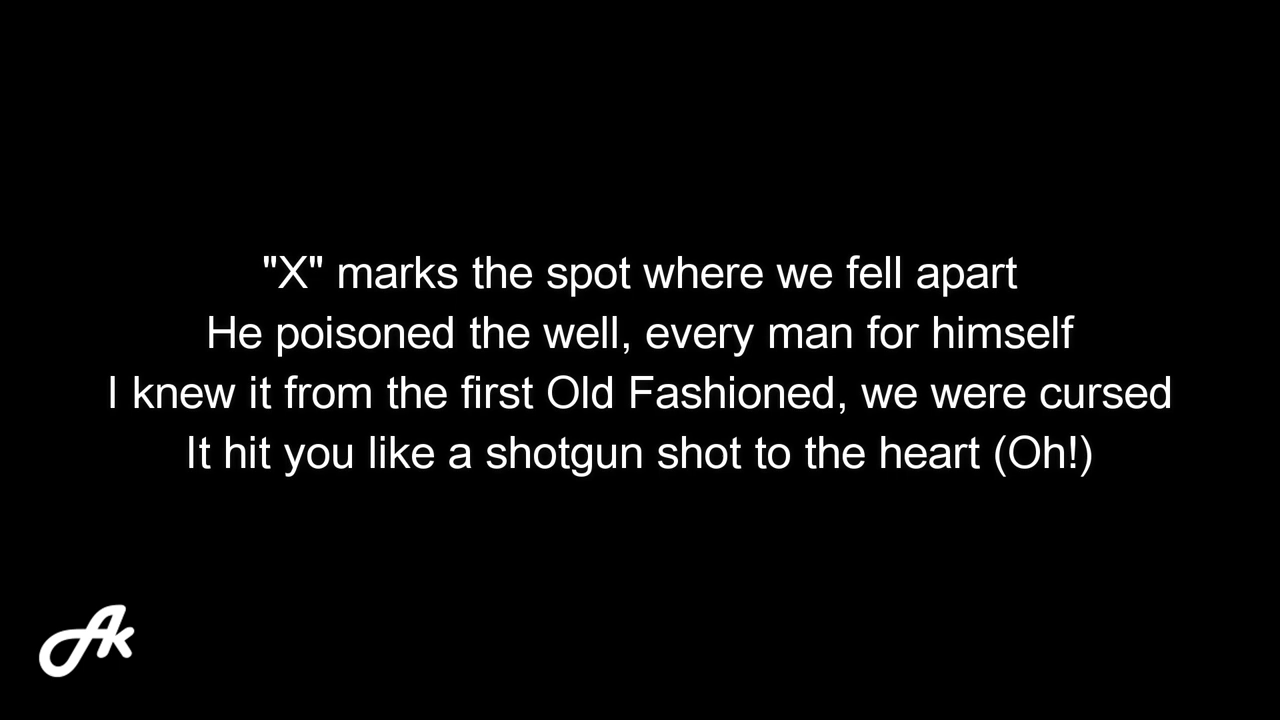 "X" marks the spot where we fell apart
He poisoned the well, every man for himself
I knew it from the first Old Fashioned, we were cursed
It hit you like a shotgun shot to the heart (Oh!)
Ak